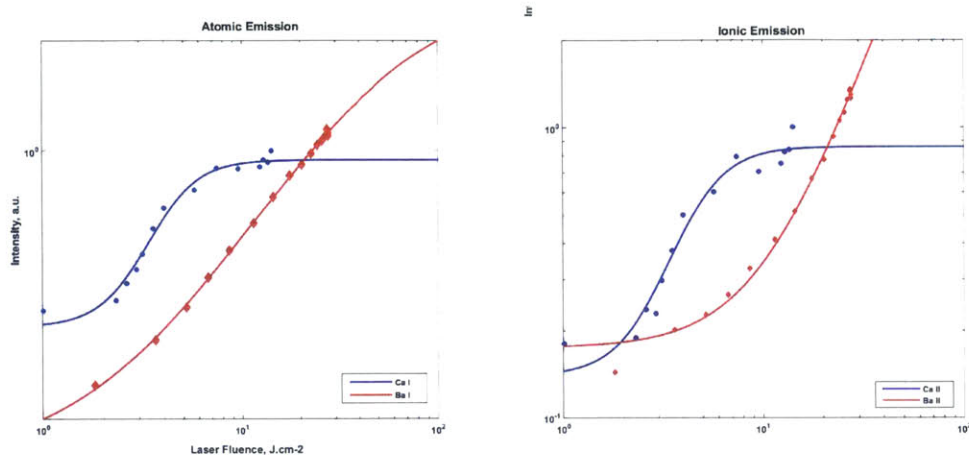 Atomic Emission
Intensity, a.u.
10^0
Ca I
Ba I
10^0
10^1
10^2
Laser Fluence, J.cm-2
Ionic Emission
10^0
10^-1
Ca II
Ba II
10^0
10^1